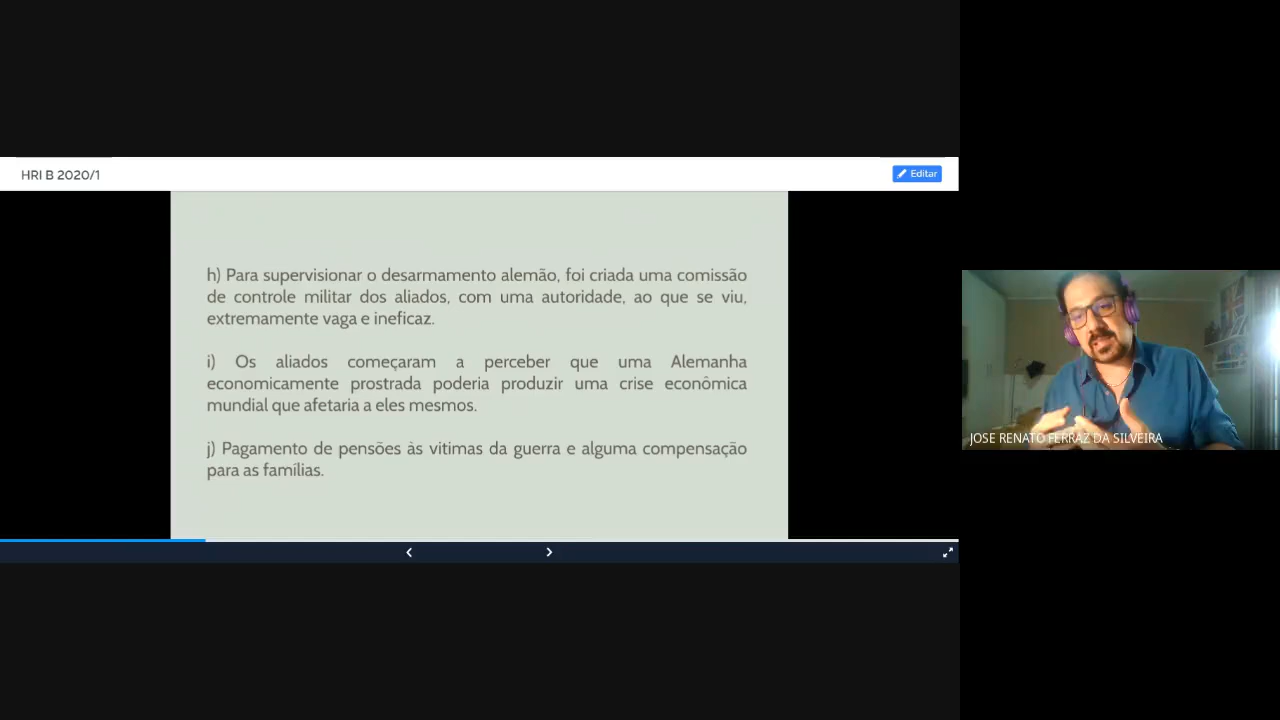 HRI B 2020/1
Editar
h) Para supervisionar o desarmamento alemão, foi criada uma comissão
de controle militar dos aliados, com uma autoridade, ao que se viu,
extremamente vaga e ineficaz.
i) Os aliados começaram a perceber que uma Alemanha
economicamente prostrada poderia produzir uma crise econômica
mundial que afetaria a eles mesmos.
j) Pagamento de pensões às vitimas da guerra e alguma compensação
para as famílias.
JOSE RENATO FERRAZ DA SILVEIRA